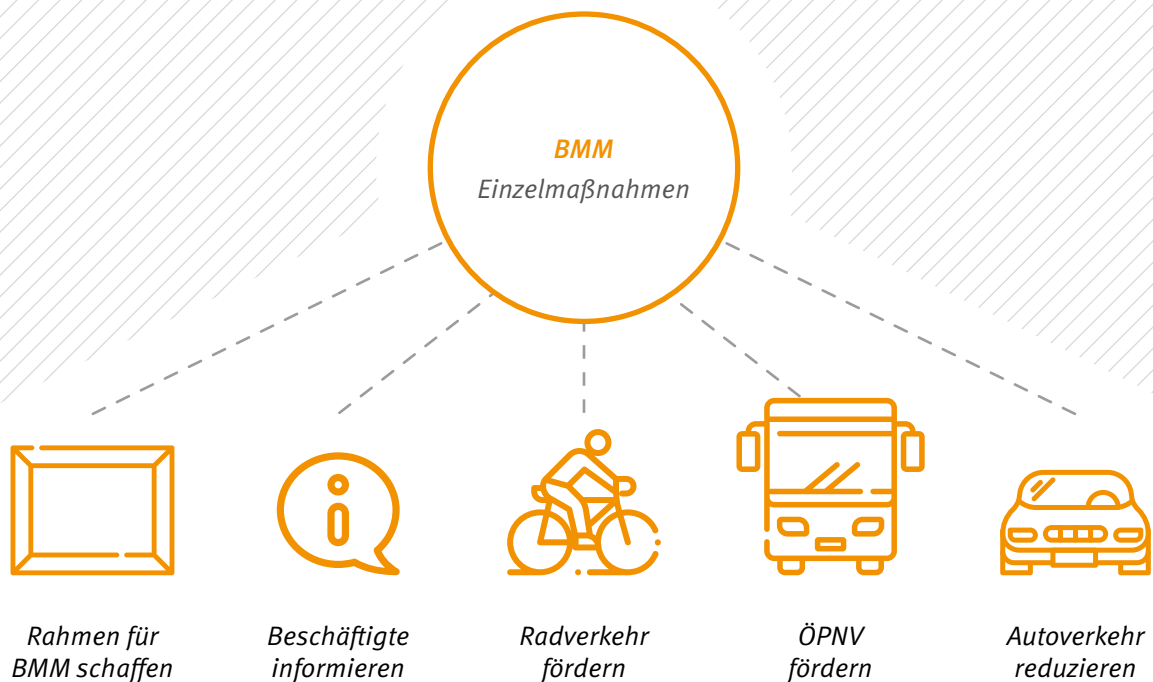 BMM
Einzelmaßnahmen
Rahmen für
BMM schaffen
Beschäftigte
informieren
Radverkehr
fördern
ÖPNV
fördern
Autoverkehr
reduzieren